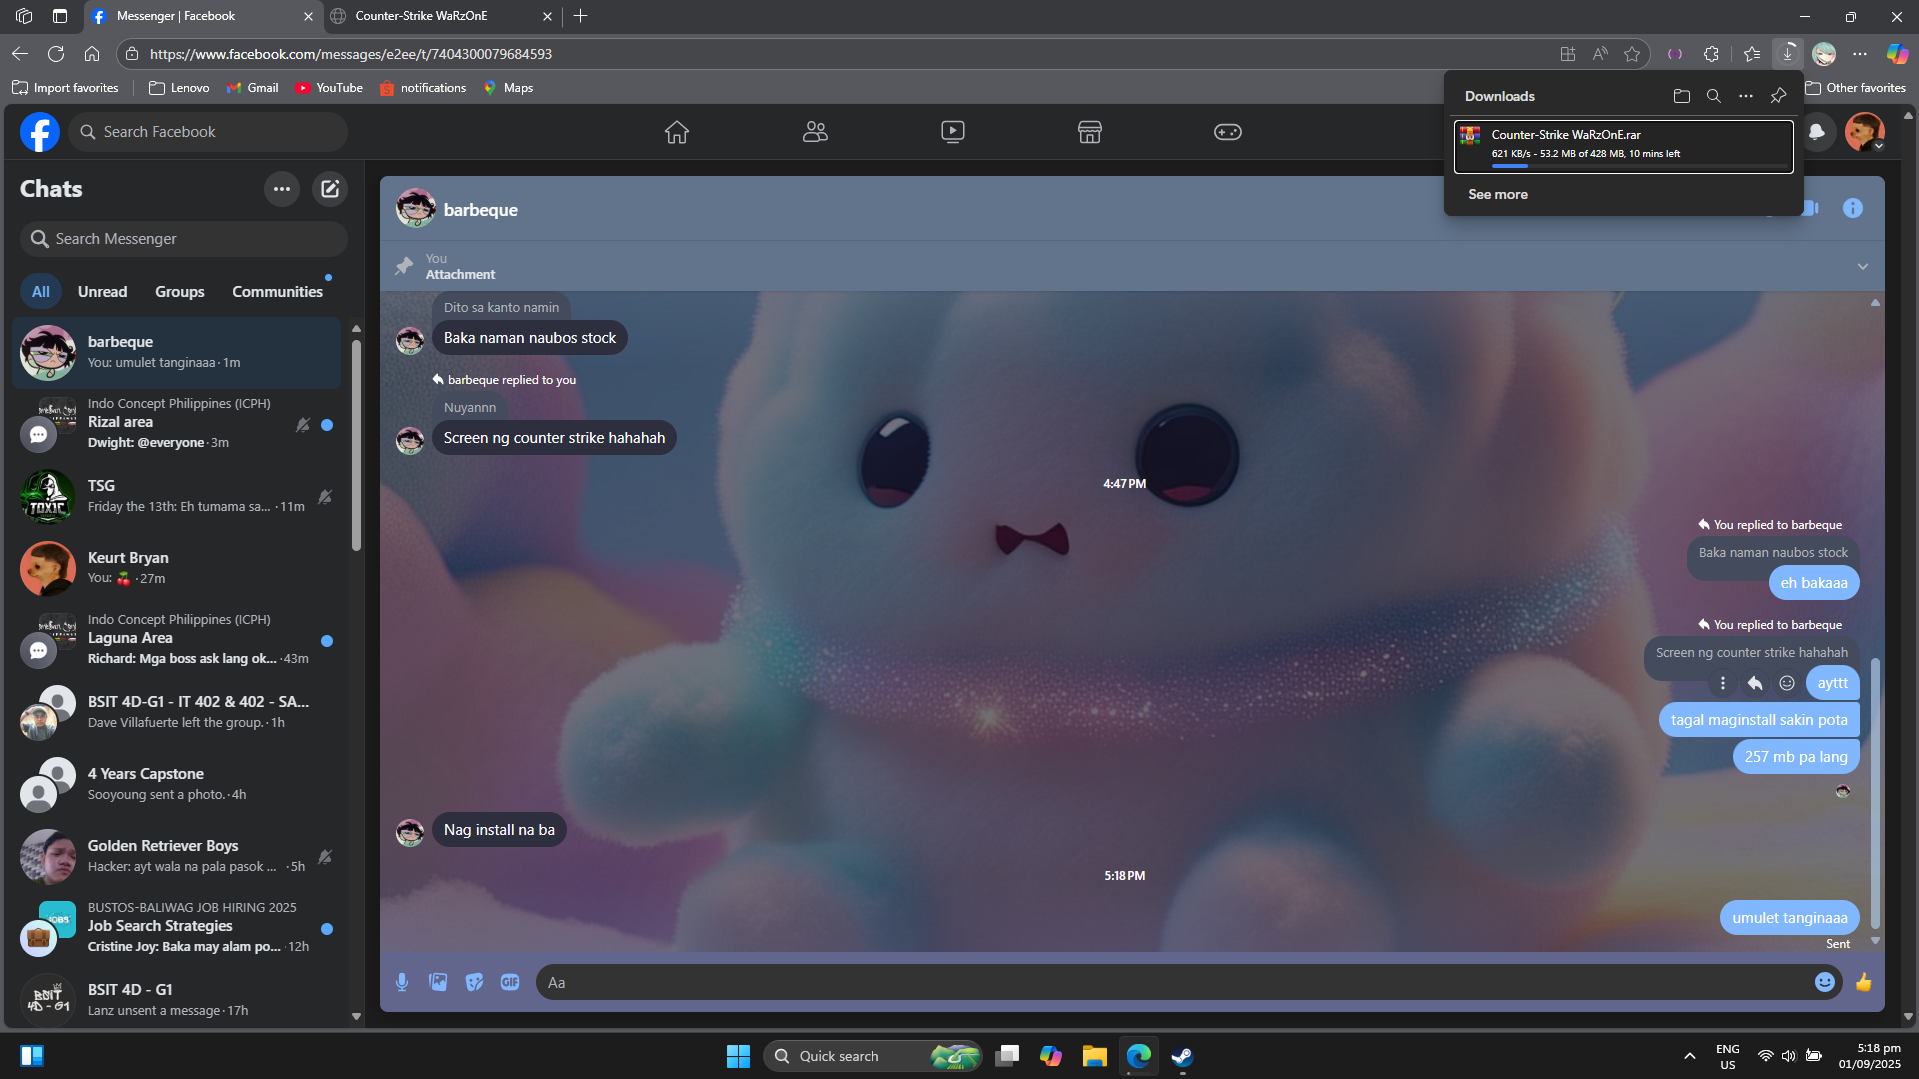 Messenger | Facebook
Counter-Strike WaRzOnE
https://www.facebook.com/messages/e2ee/t/7404300079684593
Import favorites
Lenovo
Gmail
YouTube
notifications
Maps
Other favorites
Downloads
Counter-Strike WaRzOnE.rar
621 KB/s - 53.2 MB of 428 MB, 10 mins left
See more
Search Facebook
Chats
Search Messenger
All
Unread
Groups
Communities
barbeque
You: umulet tanginaaa · 1m
Indo Concept Philippines (ICPH)
Rizal area
Dwight: @everyone · 3m
TOXIC
TSG
Friday the 13th: Eh tumama sa... · 11m
Keurt Bryan
You: 🍒 · 27m
Indo Concept Philippines (ICPH)
Laguna Area
Richard: Mga boss ask lang ok... · 43m
BSIT 4D-G1 - IT 402 & 402 - SA...
Dave Villafuerte left the group. · 1h
4 Years Capstone
Sooyoung sent a photo. · 4h
Golden Retriever Boys
Hacker: ayt wala na pala pasok ... · 5h
BUSTOS-BALIWAG JOB HIRING 2025
JOBS
Job Search Strategies
Cristine Joy: Baka may alam po... · 12h
BSIT
4D - G1
BSIT 4D - G1
Lanz unsent a message · 17h
barbeque
You
Attachment
Dito sa kanto namin
Baka naman naubos stock
barbeque replied to you
Nuyannn
Screen ng counter strike hahahah
4:47 PM
You replied to barbeque
Baka naman naubos stock
eh bakaaa
You replied to barbeque
Screen ng counter strike hahahah
ayttt
tagal maginstall sakin pota
257 mb pa lang
Nag install na ba
5:18 PM
umulet tanginaaa
Sent
GIF
Aa
Quick search
ENG
US
5:18 pm
01/09/2025